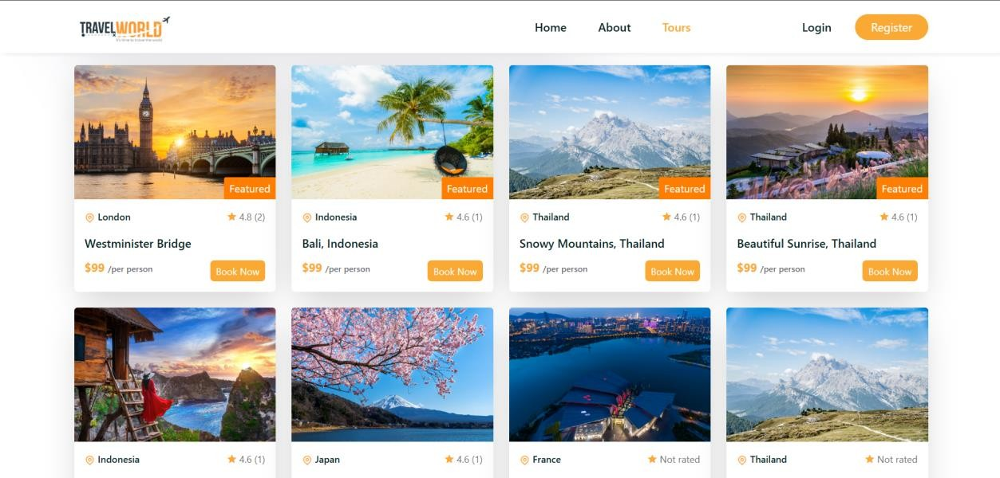 TRAVELWORLD
It's time to travel the world
Home About Tours Login Register
Featured Featured Featured Featured
London 4.8 (2) Indonesia 4.6 (1) Thailand 4.6 (1) Thailand 4.6 (1)
Westminister Bridge Bali, Indonesia Snowy Mountains, Thailand Beautiful Sunrise, Thailand
$99 /per person Book Now $99 /per person Book Now $99 /per person Book Now $99 /per person Book Now
Indonesia 4.6 (1) Japan 4.6 (1) France Not rated Thailand Not rated